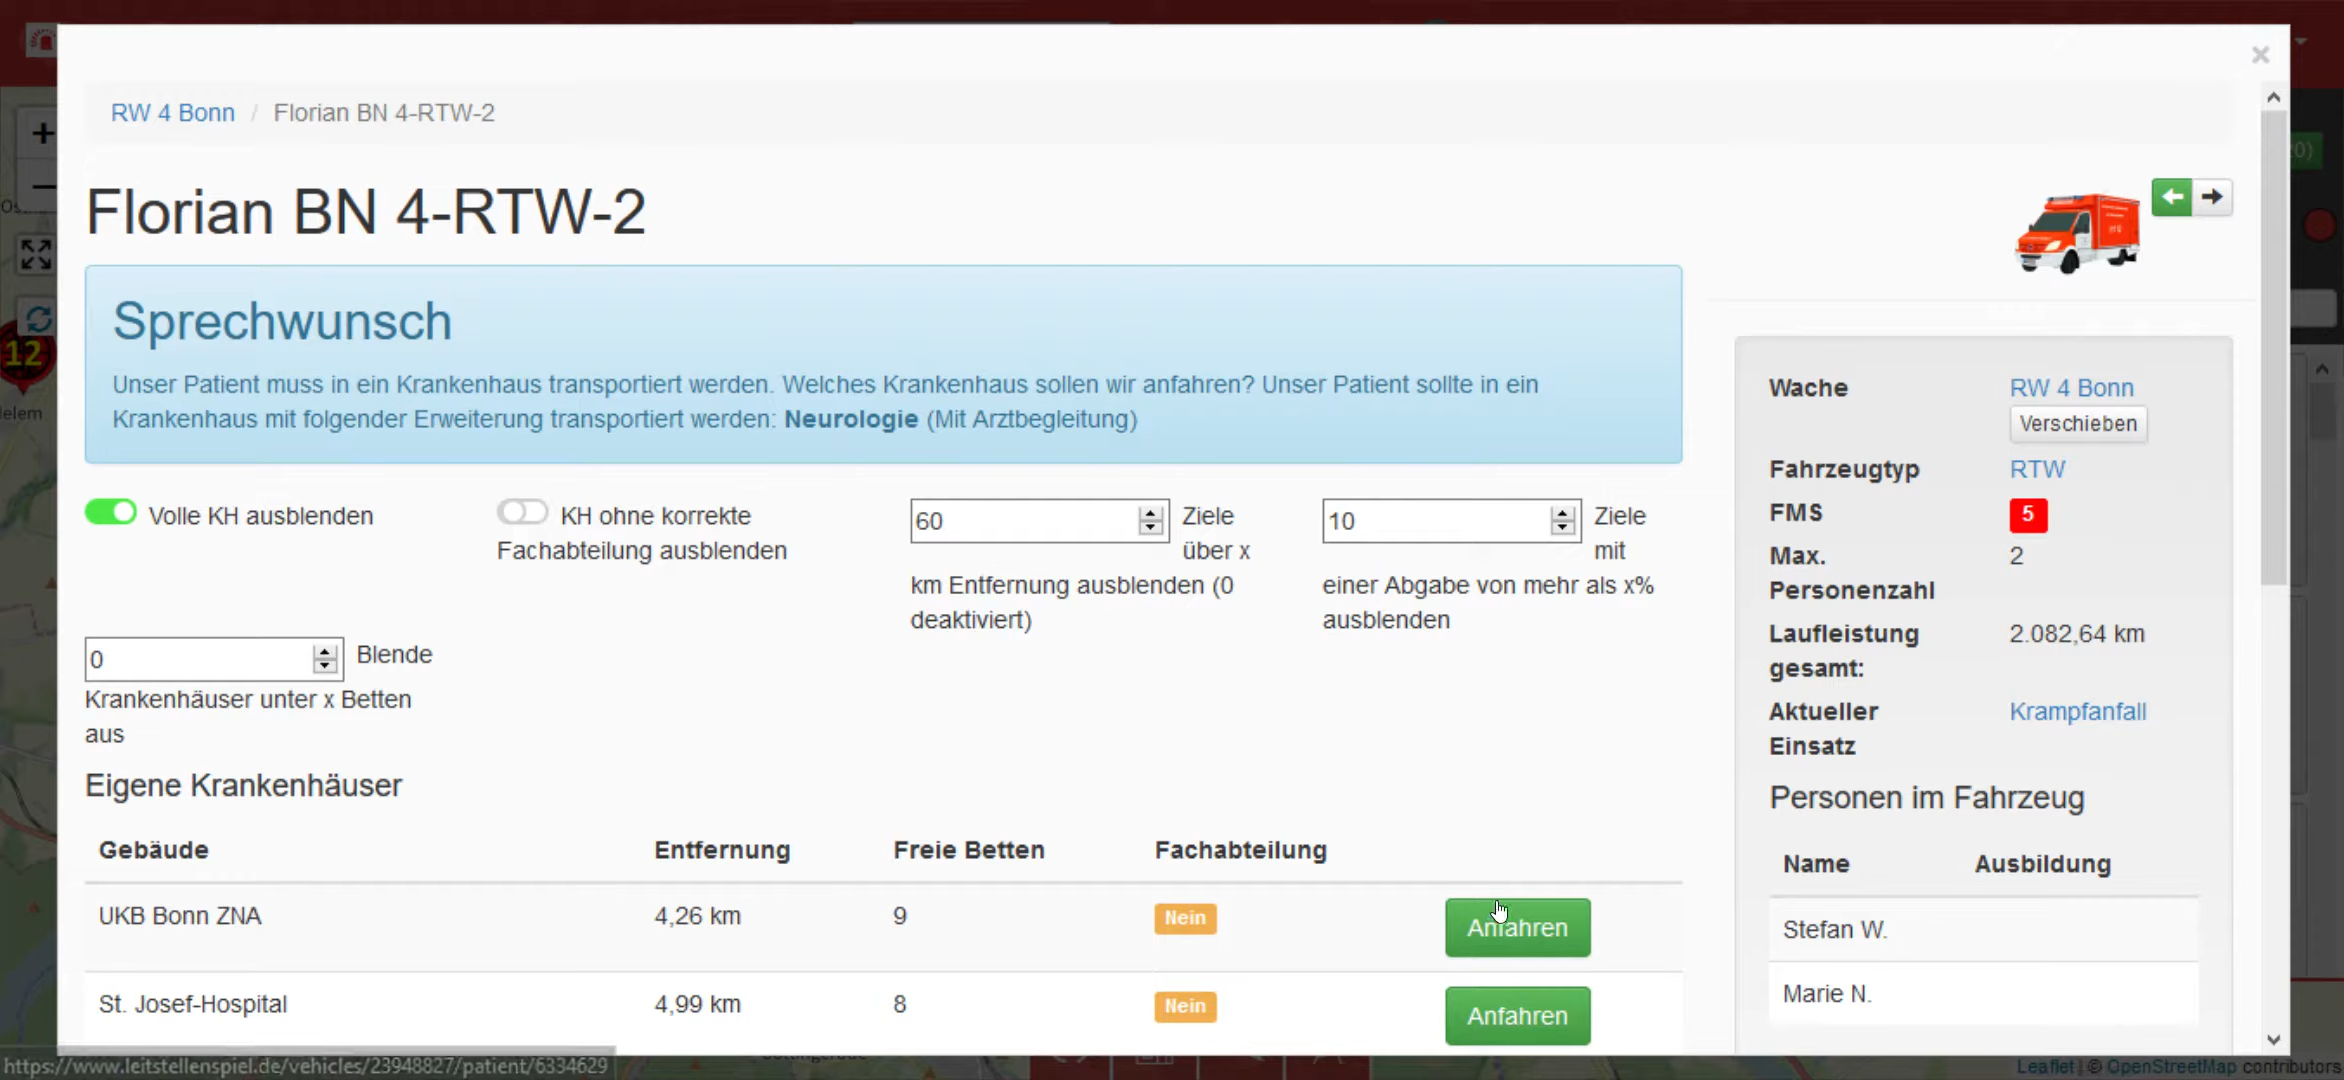 ×
RW 4 Bonn / Florian BN 4-RTW-2
Florian BN 4-RTW-2
Sprechwunsch
Unser Patient muss in ein Krankenhaus transportiert werden. Welches Krankenhaus sollen wir anfahren? Unser Patient sollte in ein
Krankenhaus mit folgender Erweiterung transportiert werden: Neurologie (Mit Arztbegleitung)
Volle KH ausblenden
KH ohne korrekte
Fachabteilung ausblenden
60 Ziele
über x
km Entfernung ausblenden (0
deaktiviert)
10 Ziele
mit
einer Abgabe von mehr als x%
ausblenden
0 Blende
Krankenhäuser unter x Betten
aus
Eigene Krankenhäuser
Gebäude Entfernung Freie Betten Fachabteilung
UKB Bonn ZNA 4,26 km 9 Nein Anfahren
St. Josef-Hospital 4,99 km 8 Nein Anfahren
Wache RW 4 Bonn
Verschieben
Fahrzeugtyp RTW
FMS 5
Max. 2
Personenzahl
Laufleistung 2.082,64 km
gesamt:
Aktueller Krampfanfall
Einsatz
Personen im Fahrzeug
Name Ausbildung
Stefan W.
Marie N.
+
−
12
elem
0)
https://www.leitstellenspiel.de/vehicles/23948827/patient/6334629
Leaflet | © OpenStreetMap contributors